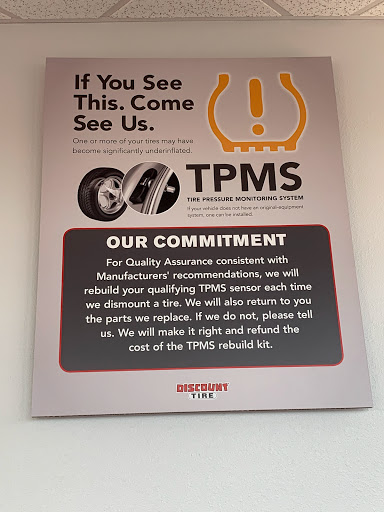 If You See
This. Come
See Us.
One or more of your tires may have
become significantly underinflated.
!
TPMS
TIRE PRESSURE MONITORING SYSTEM
If your vehicle does not have an original-equipment
system, one can be installed.
OUR COMMITMENT
For Quality Assurance consistent with
Manufacturers' recommendations, we will
rebuild your qualifying TPMS sensor each time
we dismount a tire. We will also return to you
the parts we replace. If we do not, please tell
us. We will make it right and refund the
cost of the TPMS rebuild kit.
DISCOUNT
TIRE